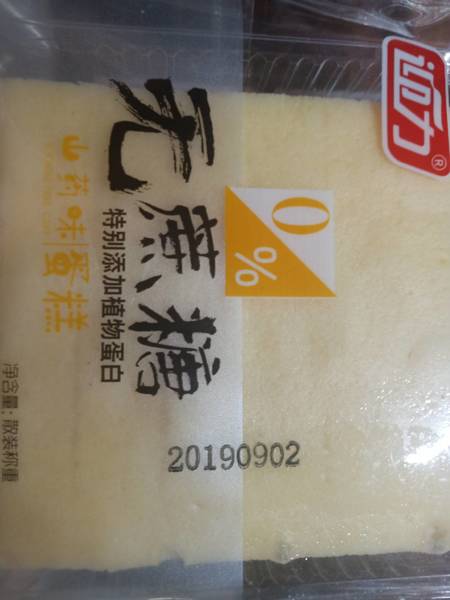 迈力®
无蔗糖
0%
特别添加植物蛋白
山药味蛋糕
净含量:散装称重
20190902